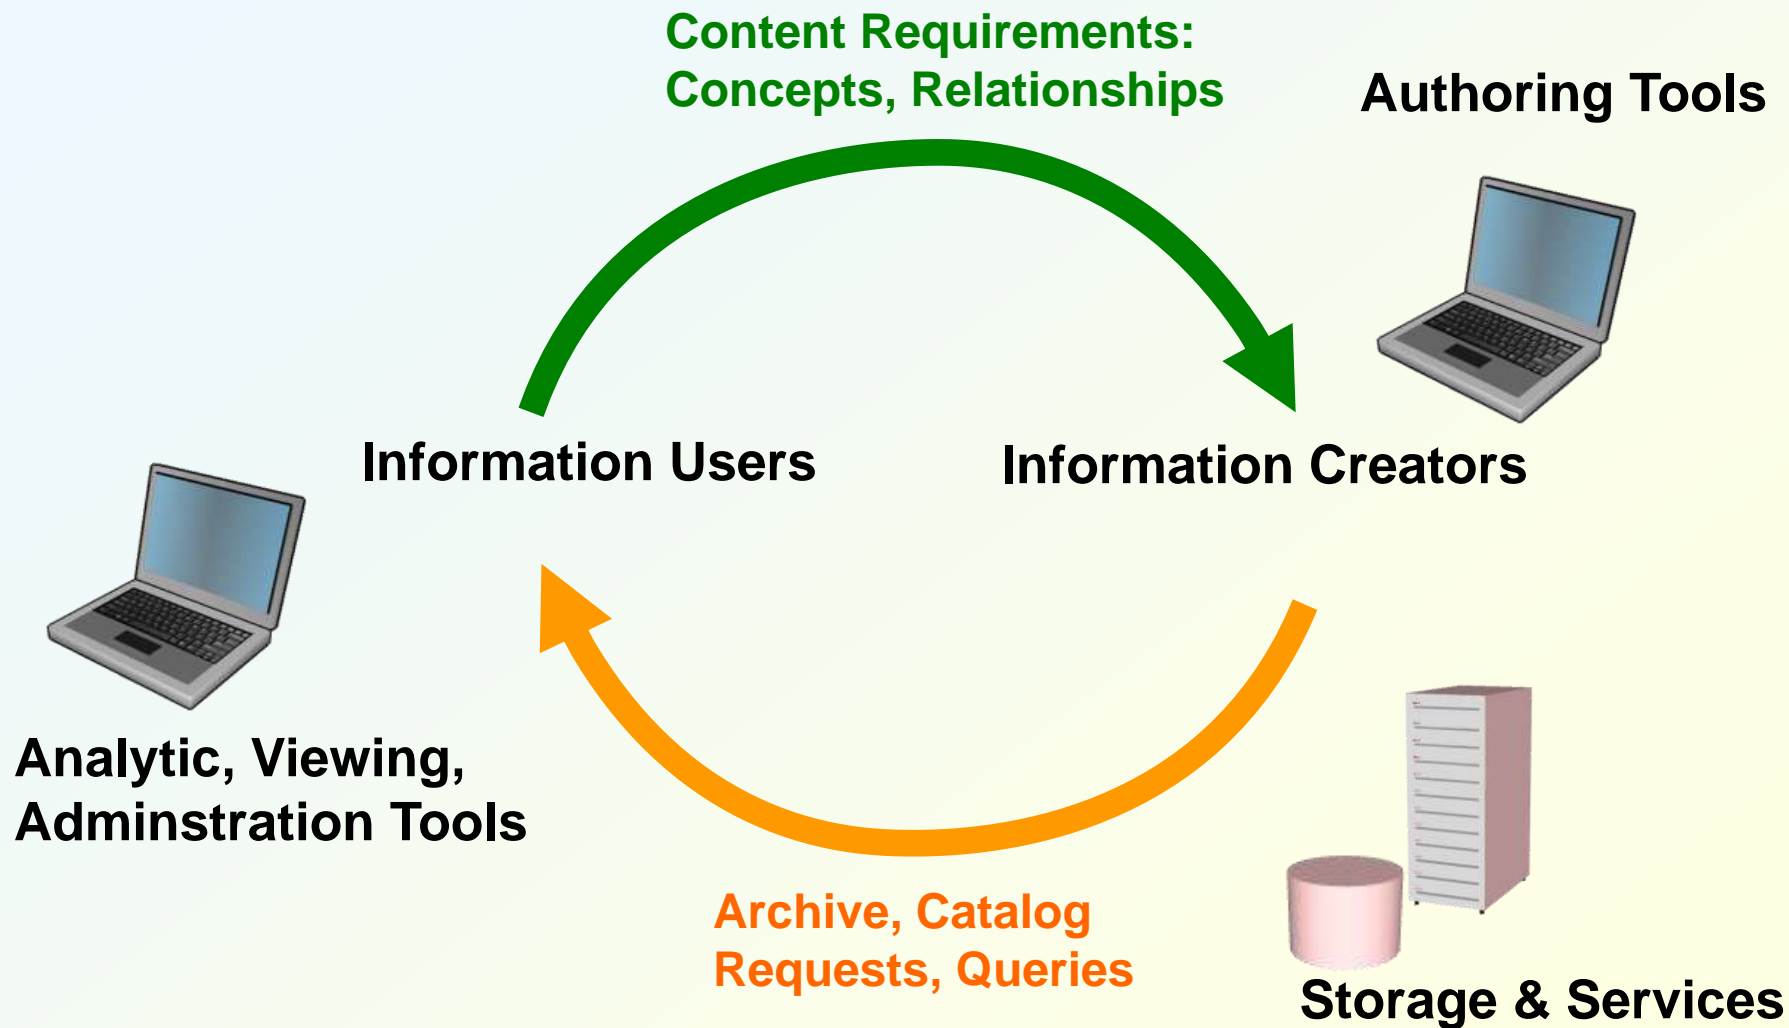 Content Requirements:
Concepts, Relationships
Authoring Tools
Information Users
Information Creators
Analytic, Viewing,
Adminstration Tools
Archive, Catalog
Requests, Queries
Storage & Services